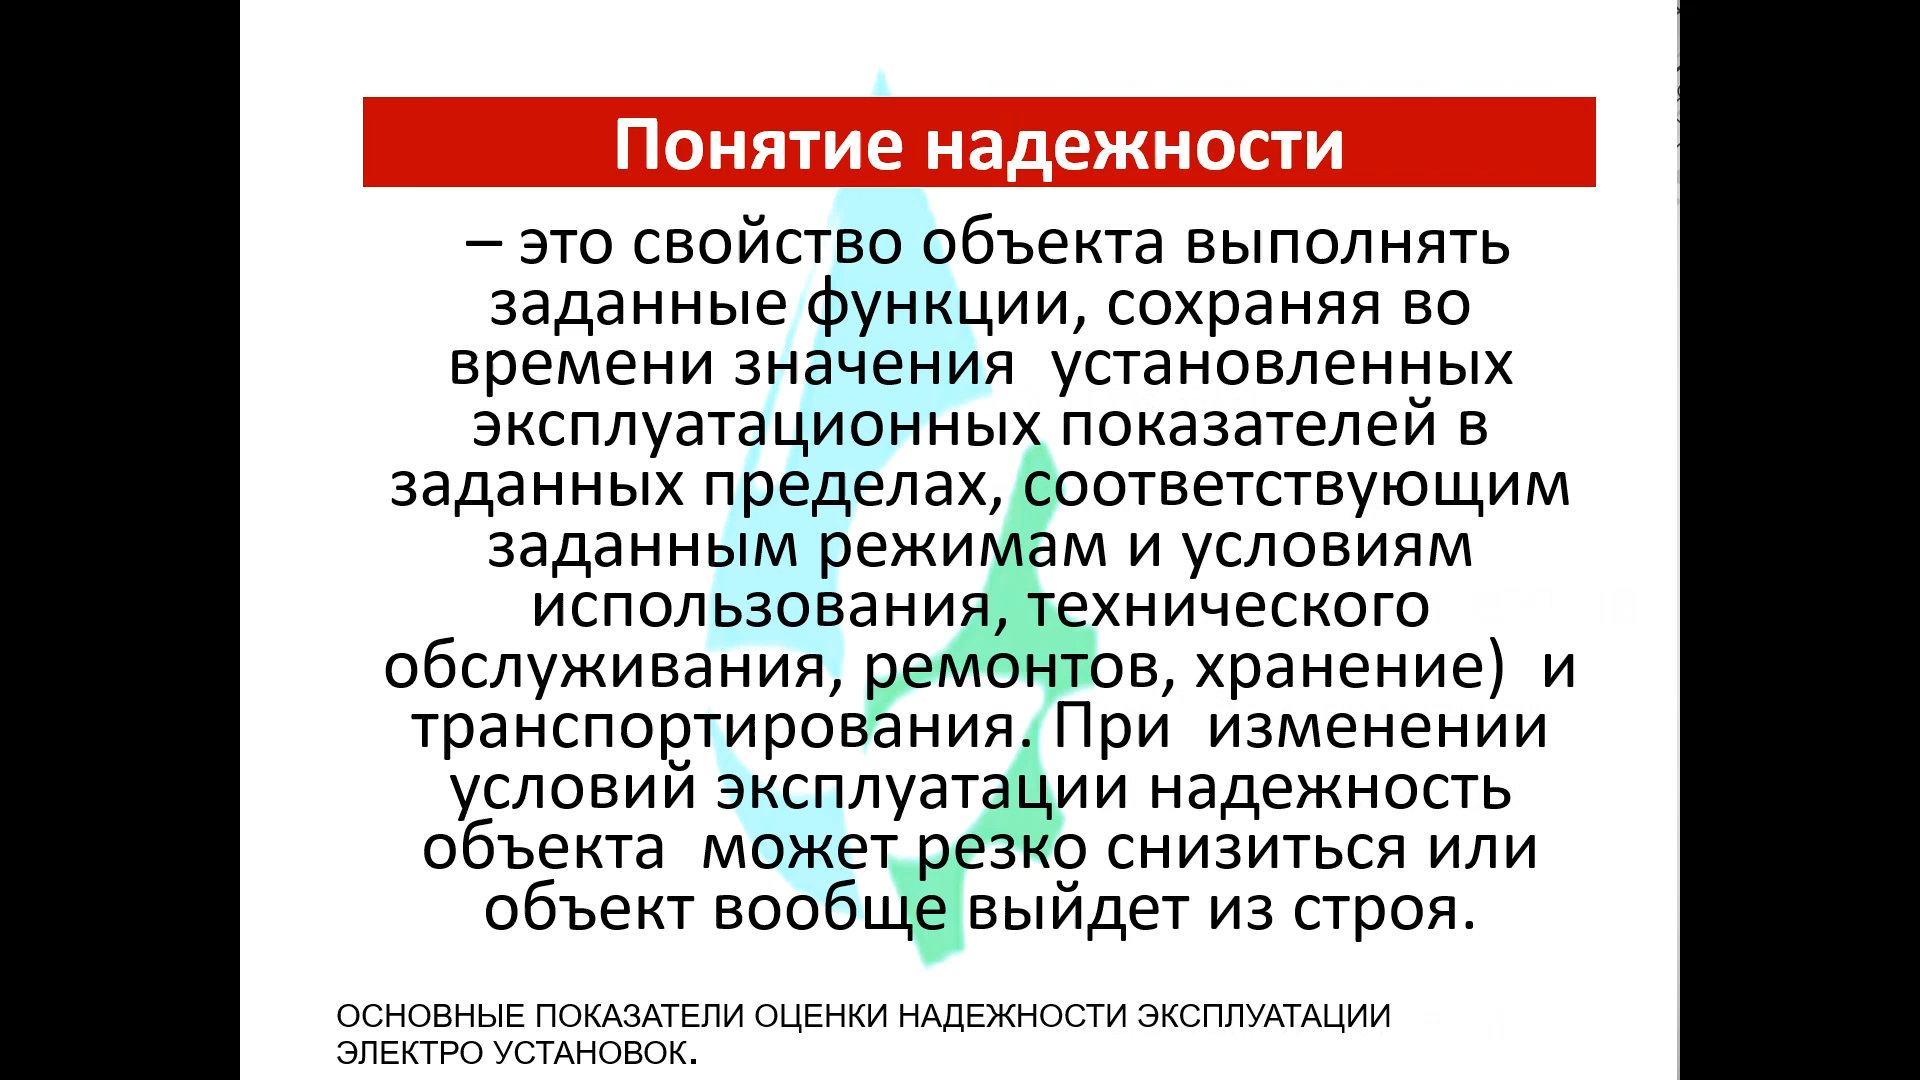 Понятие надежности
– это свойство объекта выполнять
заданные функции, сохраняя во
времени значения  установленных
эксплуатационных показателей в
заданных пределах, соответствующим
заданным режимам и условиям
использования, технического
обслуживания, ремонтов, хранение)  и
транспортирования. При  изменении
условий эксплуатации надежность
объекта  может резко снизиться или
объект вообще выйдет из строя.
ОСНОВНЫЕ ПОКАЗАТЕЛИ ОЦЕНКИ НАДЕЖНОСТИ ЭКСПЛУАТАЦИИ
ЭЛЕКТРО УСТАНОВОК.